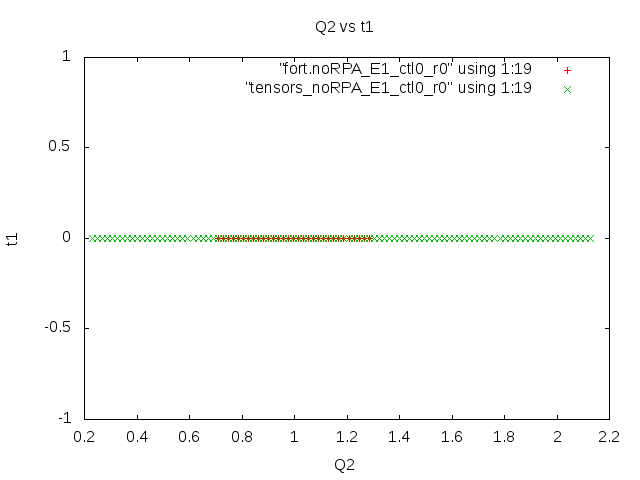 Q2 vs t1
"fort.noRPA_E1_ctl0_r0" using 1:19
"tensors_noRPA_E1_ctl0_r0" using 1:19
1
0.5
0
-0.5
-1
t1
0.2 0.4 0.6 0.8 1 1.2 1.4 1.6 1.8 2 2.2
Q2